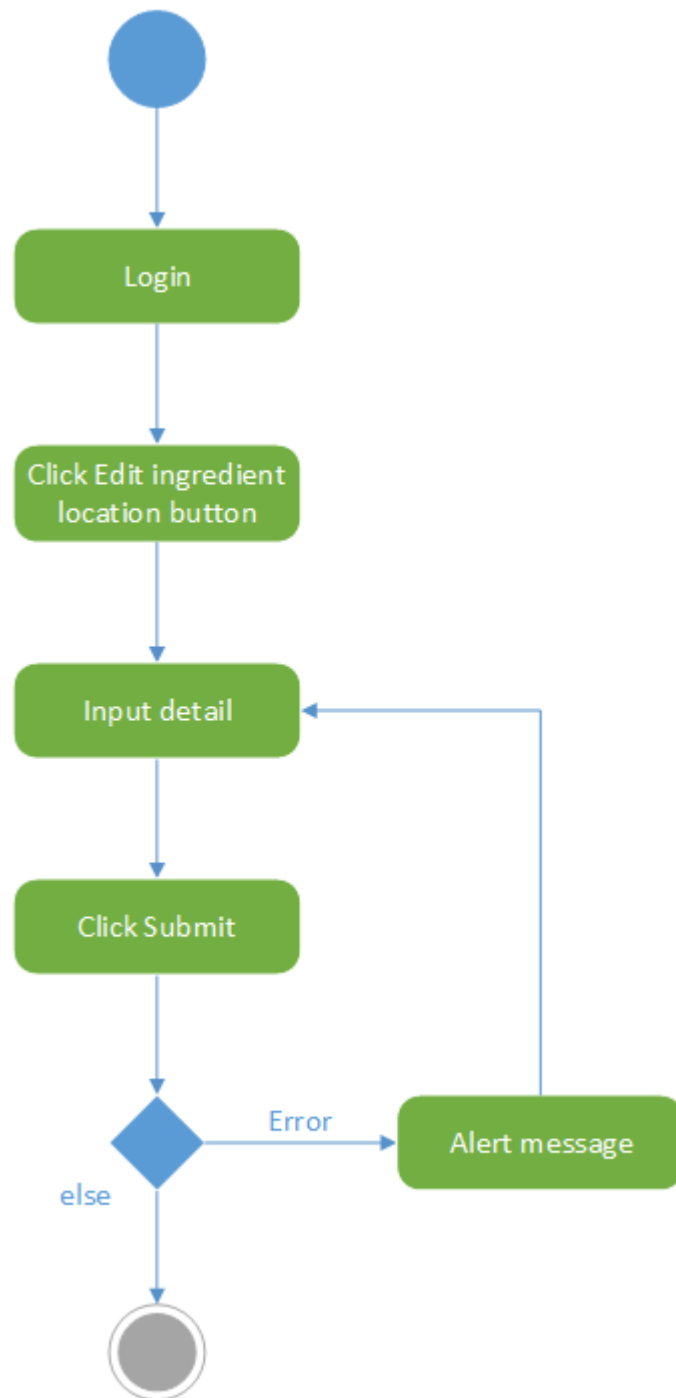 Login
Click Edit ingredient
location button
Input detail
Click Submit
Error
Alert message
else